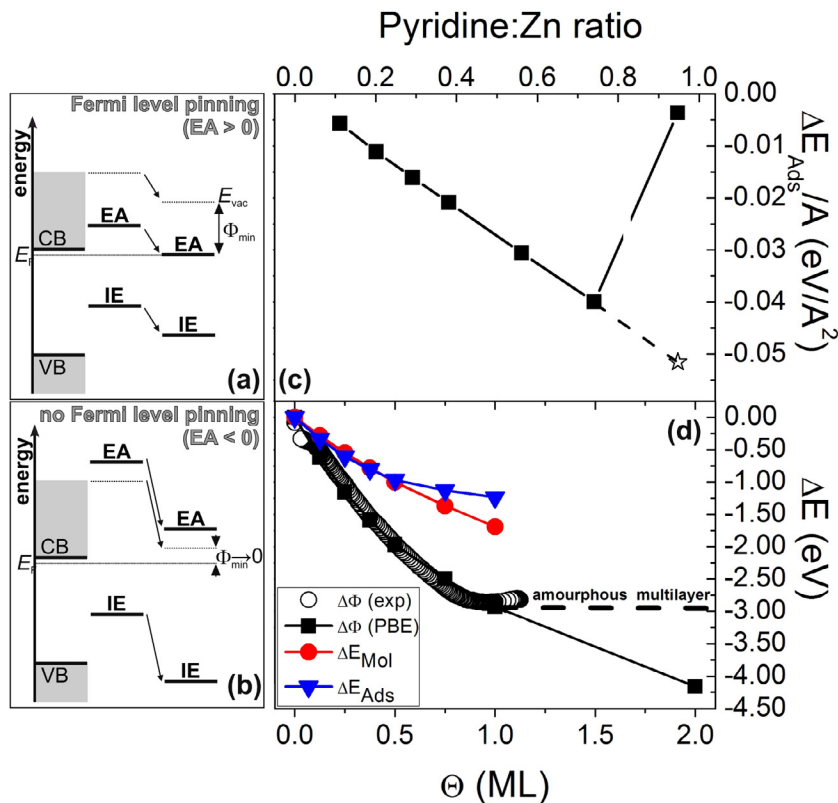 Pyridine:Zn ratio
0.0 0.2 0.4 0.6 0.8 1.0
Fermi level pinning
(EA > 0)
energy
E_vac
EA
Φ_min
CB
EA
E_F
IE
IE
VB
(a)
0.00
-0.01
-0.02
-0.03
-0.04
-0.05
ΔE_Ads/A (eV/A²)
(c)
no Fermi level pinning
(EA < 0)
energy
EA
EA
CB
Φ_min→0
E_F
IE
IE
VB
(b)
(d)
0.00
-0.50
-1.00
-1.50
-2.00
-2.50
-3.00
-3.50
-4.00
-4.50
ΔE (eV)
amourphous multilayer
ΔΦ (exp)
ΔΦ (PBE)
ΔE_Mol
ΔE_Ads
0.0 0.5 1.0 1.5 2.0
Θ (ML)